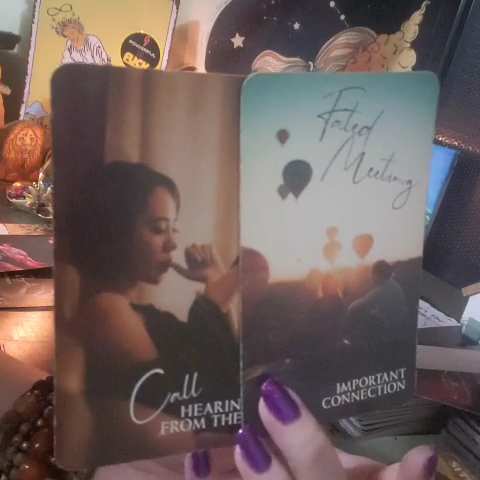 Call
HEARIN
FROM THE
Fated
Meeting
IMPORTANT
CONNECTION